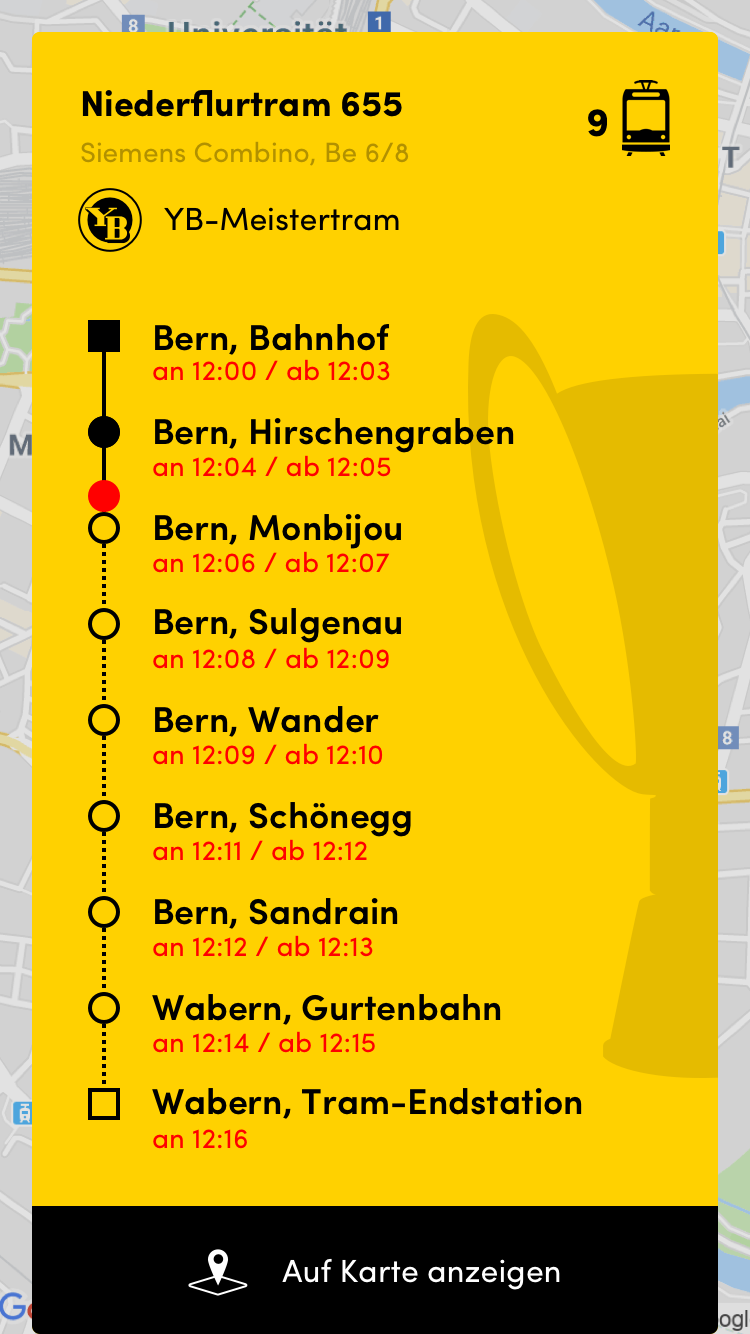 8
Universität
1
Niederflurtram 655
9
Siemens Combino, Be 6/8
YB
YB-Meistertram
Bern, Bahnhof
an 12:00 / ab 12:03
Bern, Hirschengraben
an 12:04 / ab 12:05
Bern, Monbijou
an 12:06 / ab 12:07
Bern, Sulgenau
an 12:08 / ab 12:09
Bern, Wander
an 12:09 / ab 12:10
8
Bern, Schönegg
an 12:11 / ab 12:12
Bern, Sandrain
an 12:12 / ab 12:13
Wabern, Gurtenbahn
an 12:14 / ab 12:15
Wabern, Tram-Endstation
an 12:16
Auf Karte anzeigen